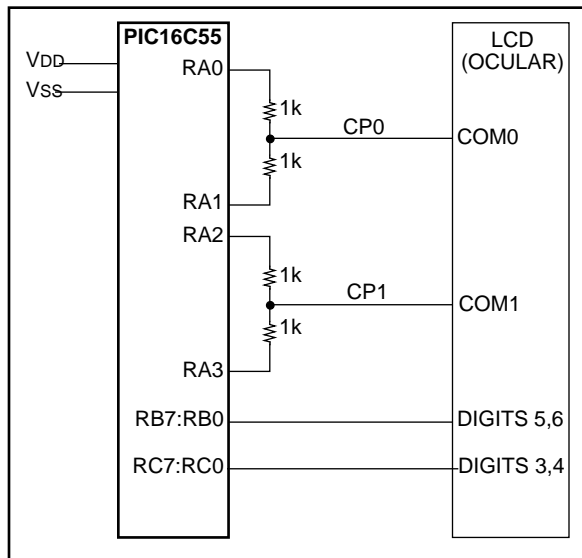 PIC16C55
LCD
(OCULAR)
VDD
RA0
VSS
1k
CP0
COM0
1k
RA1
RA2
1k
CP1
COM1
1k
RA3
RB7:RB0
DIGITS 5,6
RC7:RC0
DIGITS 3,4